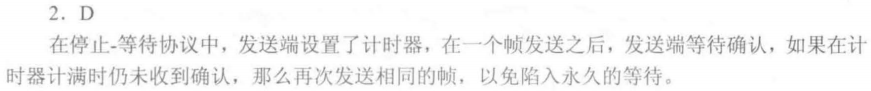 2．D
在停止-等待协议中，发送端设置了计时器，在一个帧发送之后，发送端等待确认，如果在计
时器计满时仍未收到确认，那么再次发送相同的帧，以免陷入永久的等待。